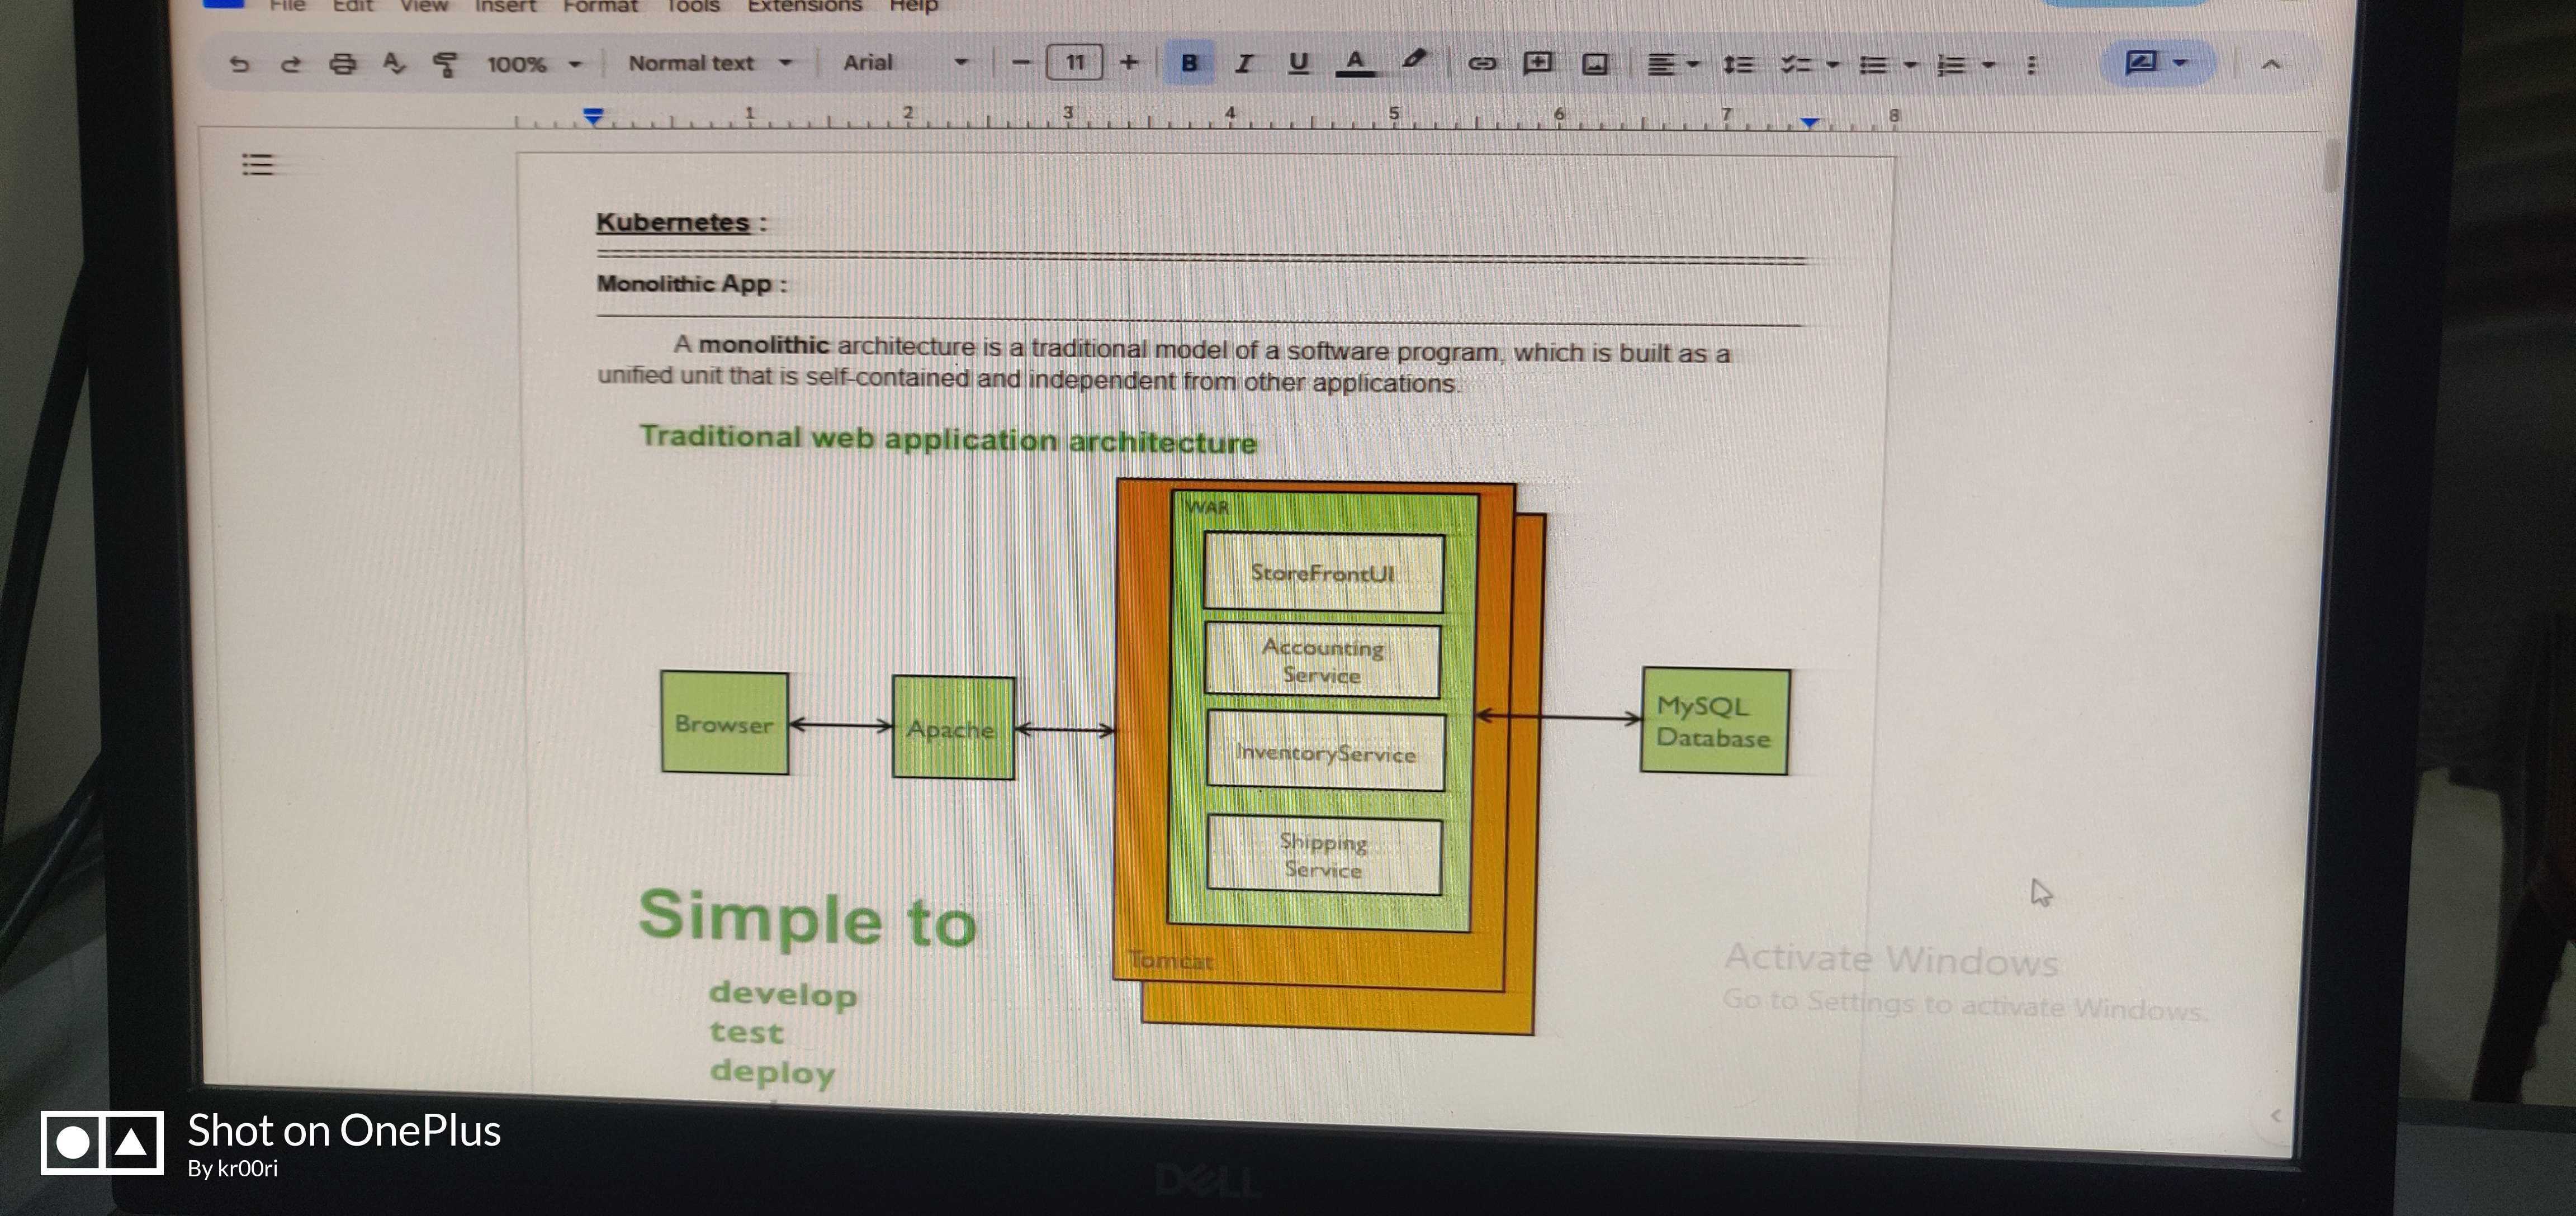 File Edit View Insert Format Tools Extensions Help
100% Normal text Arial 11 B I U A
1 2 3 4 5 6 7 8
Kubernetes :
Monolithic App :
A monolithic architecture is a traditional model of a software program, which is built as a
unified unit that is self-contained and independent from other applications.
Traditional web application architecture
WAR
StoreFrontUI
Accounting
Service
InventoryService
Shipping
Service
Tomcat
Browser
Apache
MySQL
Database
Simple to
develop
test
deploy
Activate Windows
Go to Settings to activate Windows.
Shot on OnePlus
By kr00ri
DELL